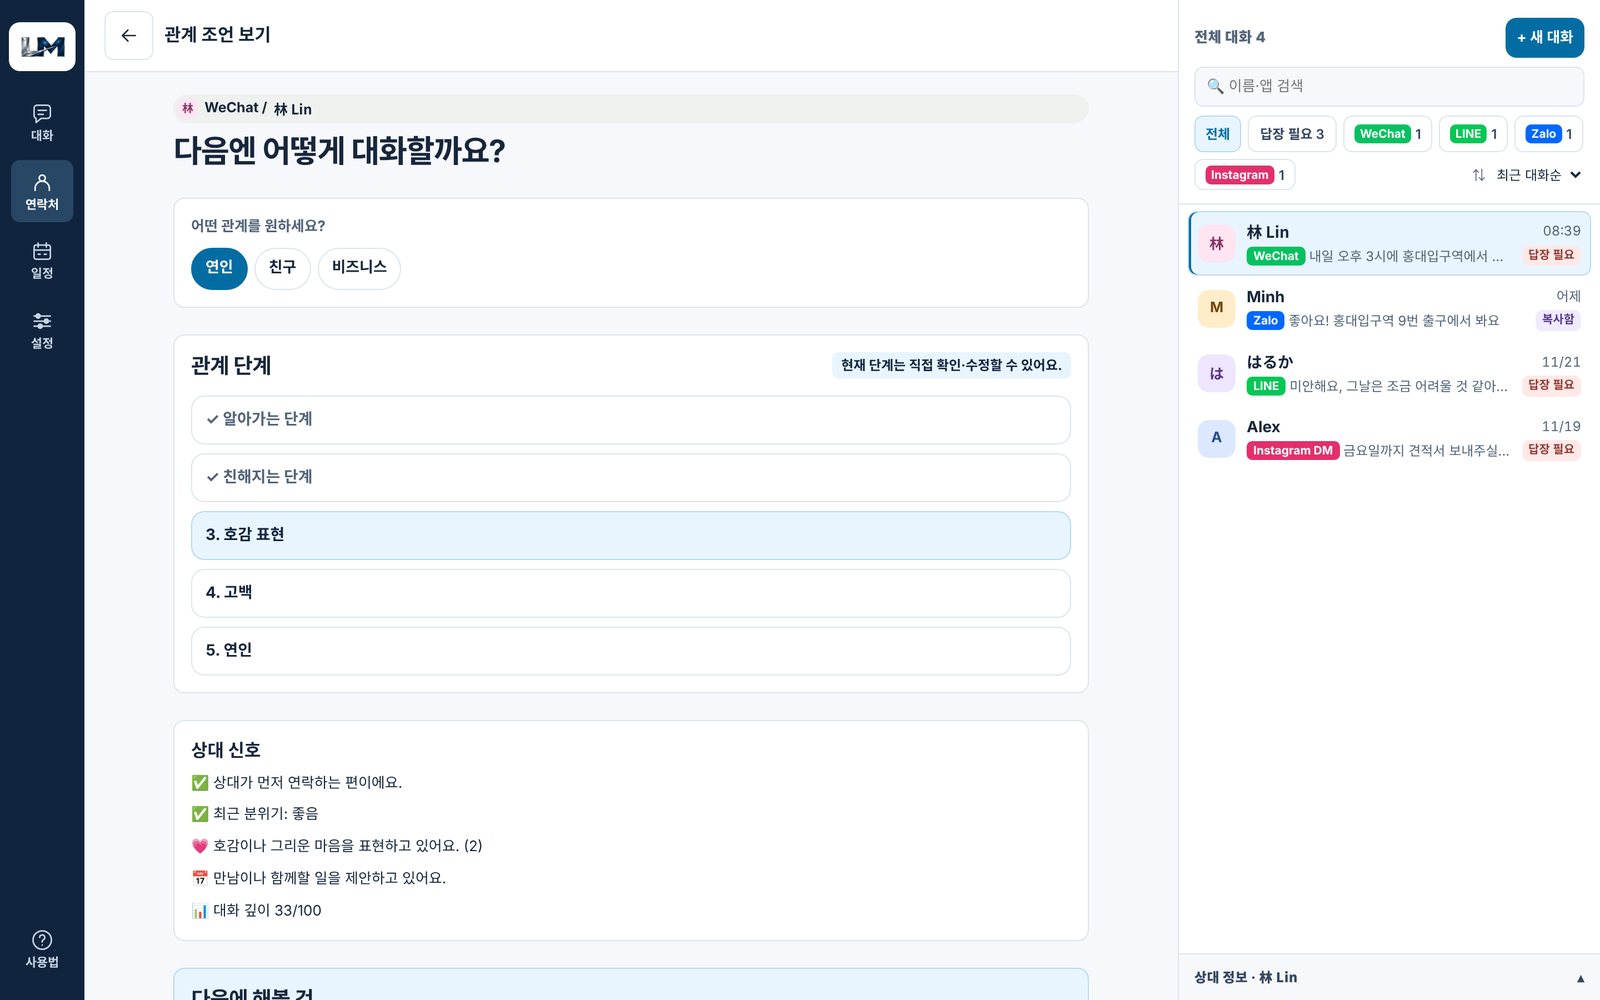 LM
대화
연락처
일정
설정
사용법
← 관계 조언 보기
林 WeChat / 林 Lin
다음엔 어떻게 대화할까요?
어떤 관계를 원하세요?
연인 친구 비즈니스
관계 단계
현재 단계는 직접 확인·수정할 수 있어요.
✓ 알아가는 단계
✓ 친해지는 단계
3. 호감 표현
4. 고백
5. 연인
상대 신호
✅ 상대가 먼저 연락하는 편이에요.
✅ 최근 분위기: 좋음
💗 호감이나 그리운 마음을 표현하고 있어요. (2)
📅 만남이나 함께할 일을 제안하고 있어요.
📊 대화 깊이 33/100
다음에 해볼 것
전체 대화 4
+ 새 대화
🔍 이름·앱 검색
전체 답장 필요 3 WeChat 1 LINE 1 Zalo 1
Instagram 1 ↑↓ 최근 대화순
林 林 Lin 08:39
WeChat 내일 오후 3시에 홍대입구역에서 ... 답장 필요
M Minh 어제
Zalo 좋아요! 홍대입구역 9번 출구에서 봐요 복사함
は はるか 11/21
LINE 미안해요, 그날은 조금 어려울 것 같아... 답장 필요
A Alex 11/19
Instagram DM 금요일까지 견적서 보내주실... 답장 필요
상대 정보 · 林 Lin ▲